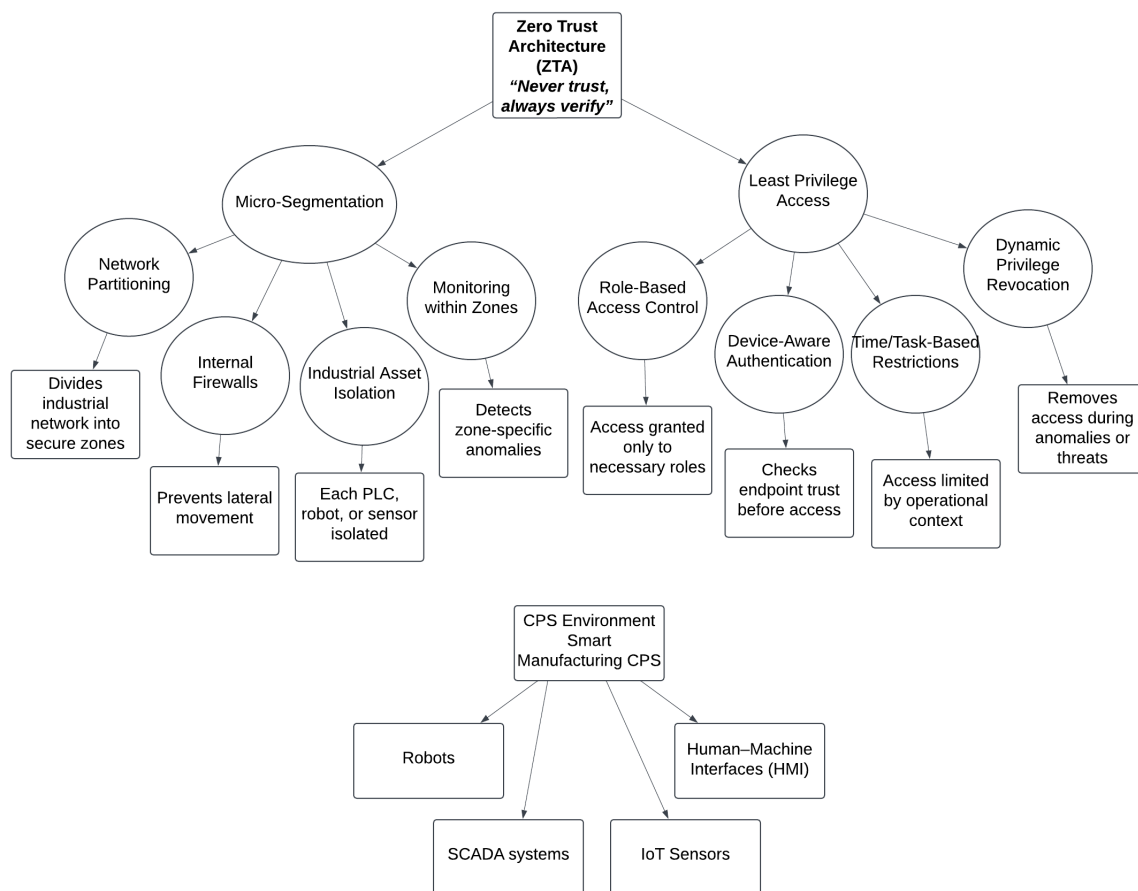 Zero Trust
Architecture
(ZTA)
“Never trust,
always verify”
Micro-Segmentation
Least Privilege
Access
Network
Partitioning
Internal
Firewalls
Industrial Asset
Isolation
Monitoring
within Zones
Role-Based
Access Control
Device-Aware
Authentication
Time/Task-Based
Restrictions
Dynamic
Privilege
Revocation
Divides
industrial
network into
secure zones
Prevents lateral
movement
Each PLC,
robot, or sensor
isolated
Detects
zone-specific
anomalies
Access granted
only to
necessary roles
Checks
endpoint trust
before access
Access limited
by operational
context
Removes
access during
anomalies or
threats
CPS Environment
Smart
Manufacturing CPS
Robots
SCADA systems
IoT Sensors
Human–Machine
Interfaces (HMI)